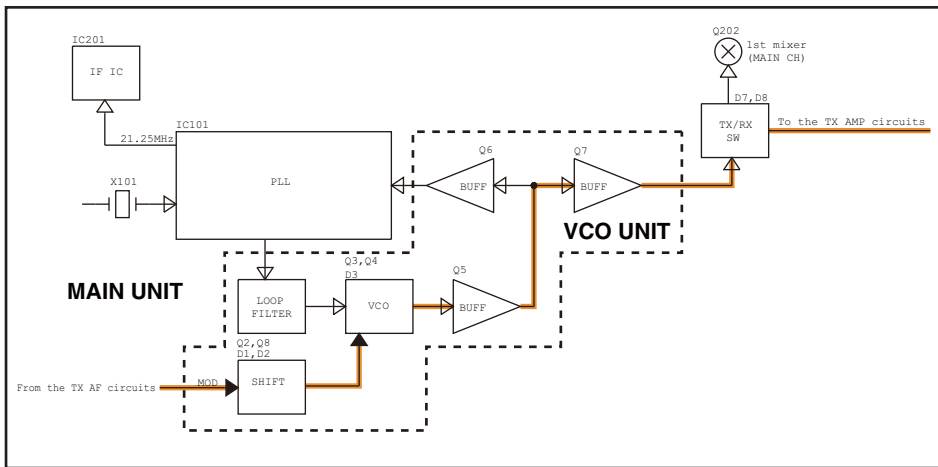 IC201
IF IC
Q202
1st mixer
(MAIN CH)
D7,D8
TX/RX
SW
To the TX AMP circuits
21.25MHz
IC101
PLL
X101
Q6
BUFF
Q7
BUFF
VCO UNIT
MAIN UNIT
LOOP
FILTER
Q3,Q4
D3
VCO
Q5
BUFF
Q2,Q8
D1,D2
SHIFT
From the TX AF circuits
MOD